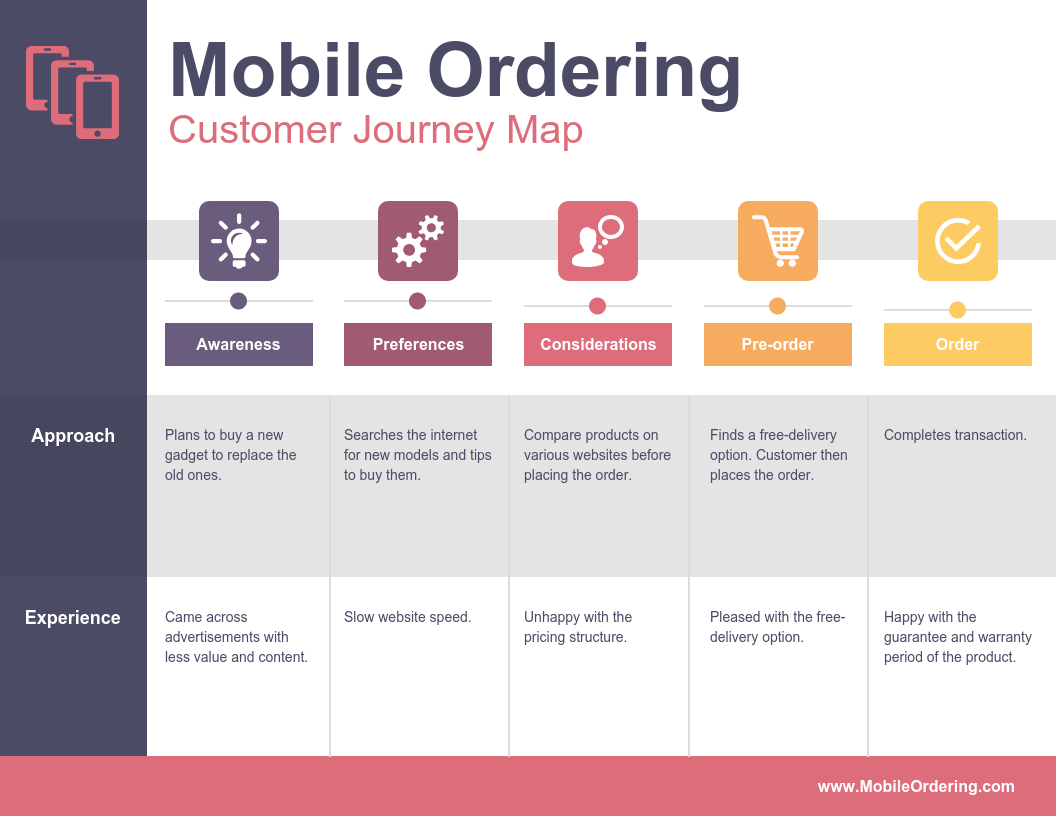 Mobile Ordering
Customer Journey Map
Awareness
Preferences
Considerations
Pre-order
Order
Approach
Plans to buy a new
gadget to replace the
old ones.
Searches the internet
for new models and tips
to buy them.
Compare products on
various websites before
placing the order.
Finds a free-delivery
option. Customer then
places the order.
Completes transaction.
Experience
Came across
advertisements with
less value and content.
Slow website speed.
Unhappy with the
pricing structure.
Pleased with the free-
delivery option.
Happy with the
guarantee and warranty
period of the product.
www.MobileOrdering.com